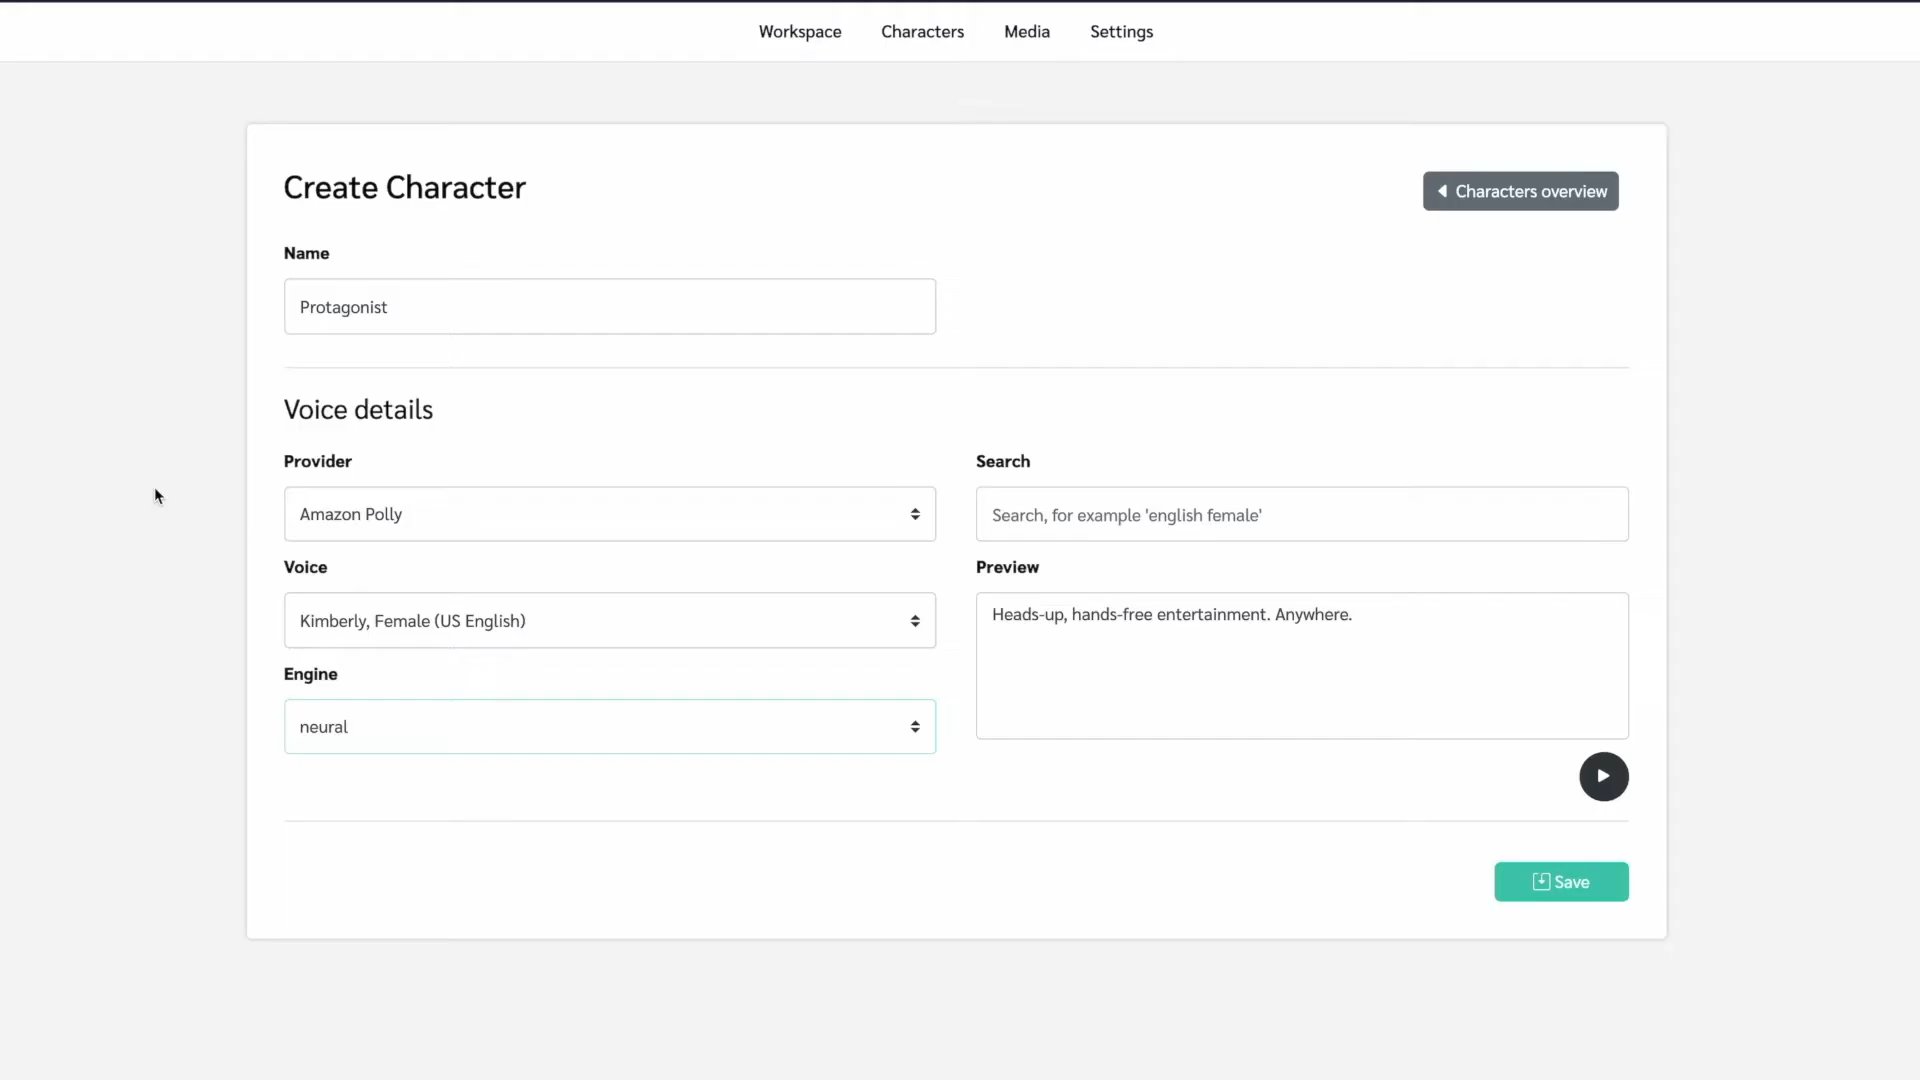 Workspace Characters Media Settings
Create Character
Characters overview
Name
Protagonist
Voice details
Provider
Amazon Polly
Search
Search, for example 'english female'
Voice
Kimberly, Female (US English)
Preview
Heads-up, hands-free entertainment. Anywhere.
Engine
neural
Save